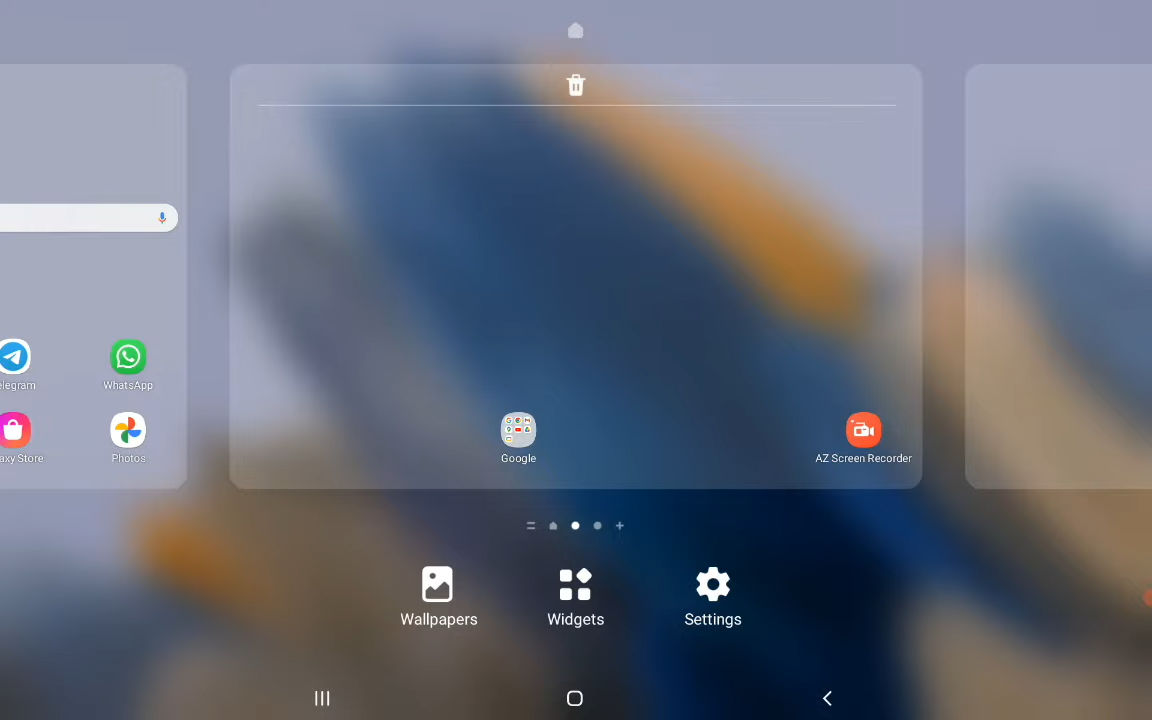 elegram
WhatsApp
axy Store
Photos
Google
AZ Screen Recorder
Wallpapers
Widgets
Settings